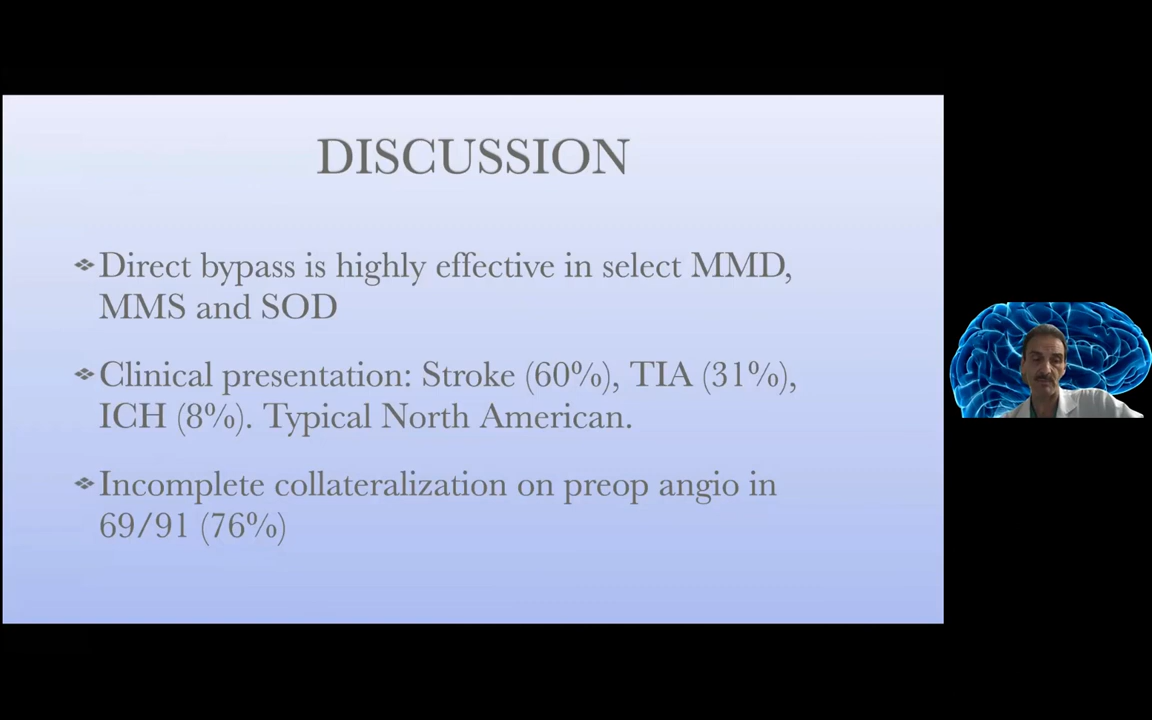 DISCUSSION
Direct bypass is highly effective in select MMD,
MMS and SOD
Clinical presentation: Stroke (60%), TIA (31%),
ICH (8%). Typical North American.
Incomplete collateralization on preop angio in
69/91 (76%)